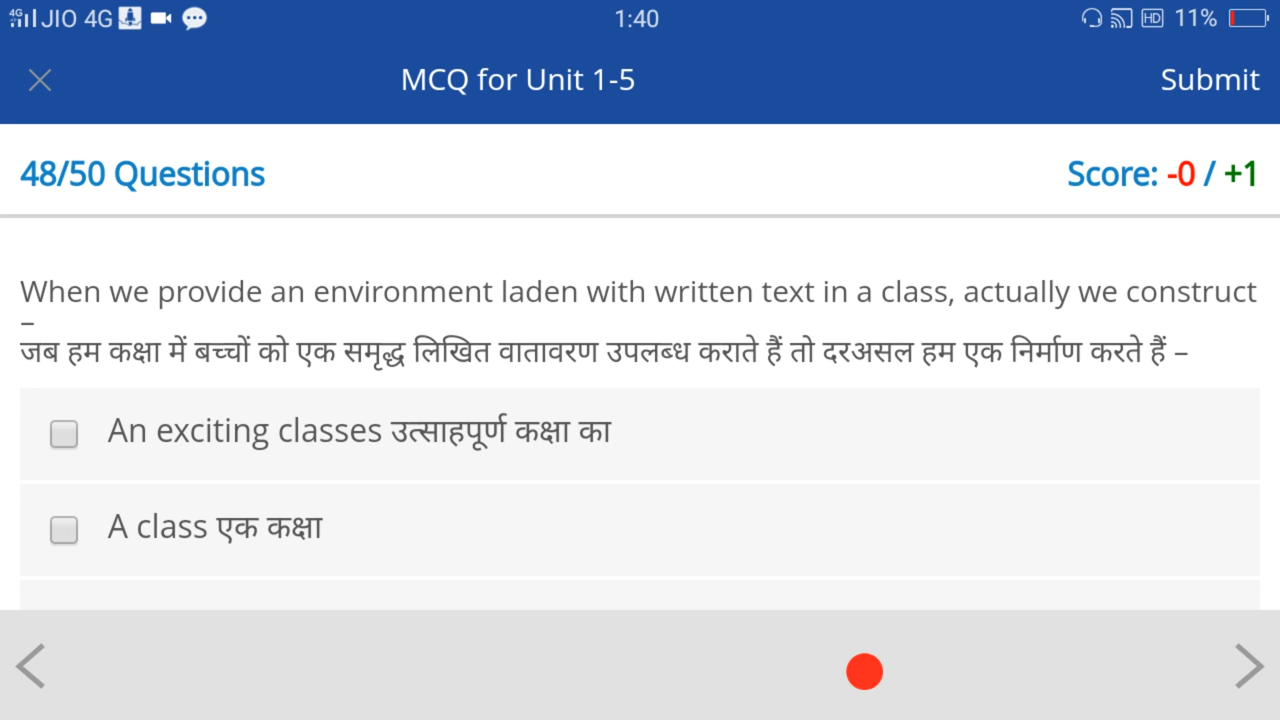 4G JIO 4G 1:40 HD 11%
MCQ for Unit 1-5 Submit
48/50 Questions Score: -0 / +1
When we provide an environment laden with written text in a class, actually we construct
–
जब हम कक्षा में बच्चों को एक समृद्ध लिखित वातावरण उपलब्ध कराते हैं तो दरअसल हम एक निर्माण करते हैं –
An exciting classes उत्साहपूर्ण कक्षा का
A class एक कक्षा